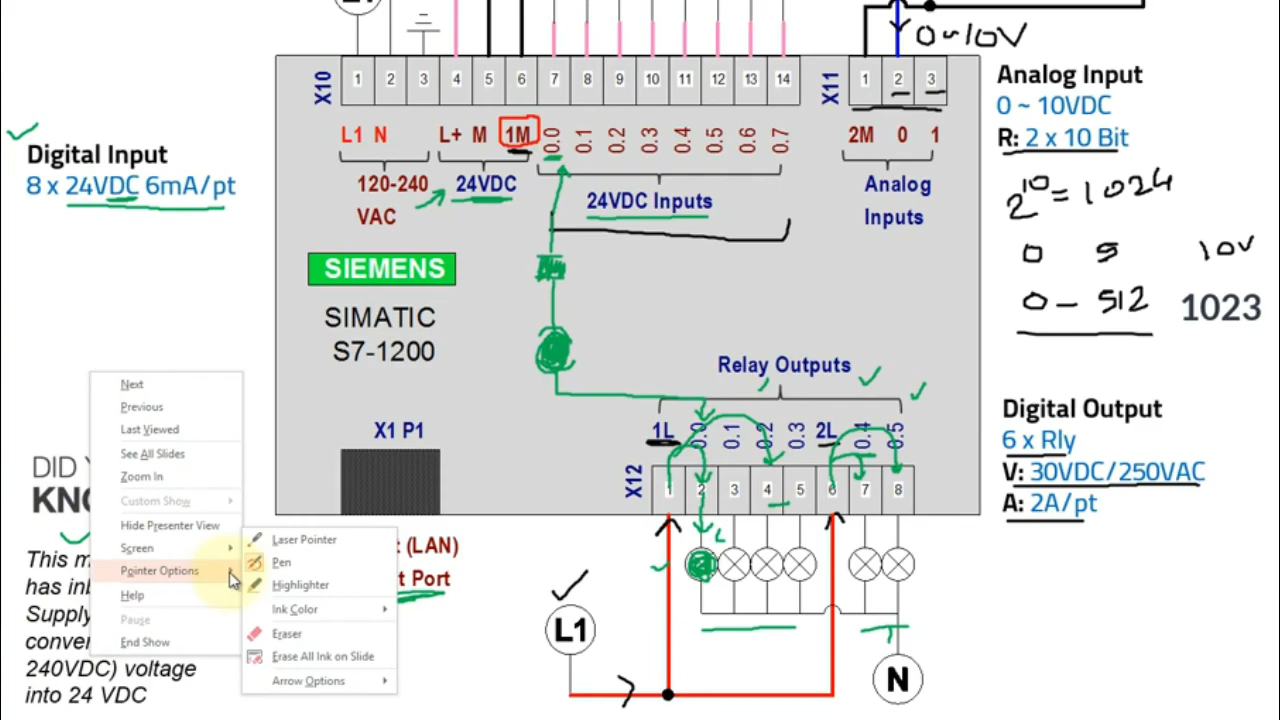 0~10V
X10 1 2 3 4 5 6 7 8 9 10 11 12 13 14 X11 1 2 3
L1 N L+ M 1M 0.0 0.1 0.2 0.3 0.4 0.5 0.6 0.7 2M 0 1
120-240 VAC
24VDC
24VDC Inputs
Analog
Inputs
Digital Input
8 x 24VDC 6mA/pt
Analog Input
0 ~ 10VDC
R: 2 x 10 Bit
2^10 = 1024
0 5 10V
0 - 512 1023
SIEMENS
SIMATIC
S7-1200
X1 P1
Relay Outputs
1L 0.0 0.1 0.2 0.3 2L 0.4 0.5
X12 1 2 3 4 5 6 7 8
Digital Output
6 x Rly
V: 30VDC/250VAC
A: 2A/pt
L1
N
(LAN)
t Port
DID
KNO
This m
has inb
Supply
conver
240VDC) voltage
into 24 VDC
Next
Previous
Last Viewed
See All Slides
Zoom In
Custom Show
Hide Presenter View
Screen
Pointer Options
Help
Pause
End Show
Laser Pointer
Pen
Highlighter
Ink Color
Eraser
Erase All Ink on Slide
Arrow Options